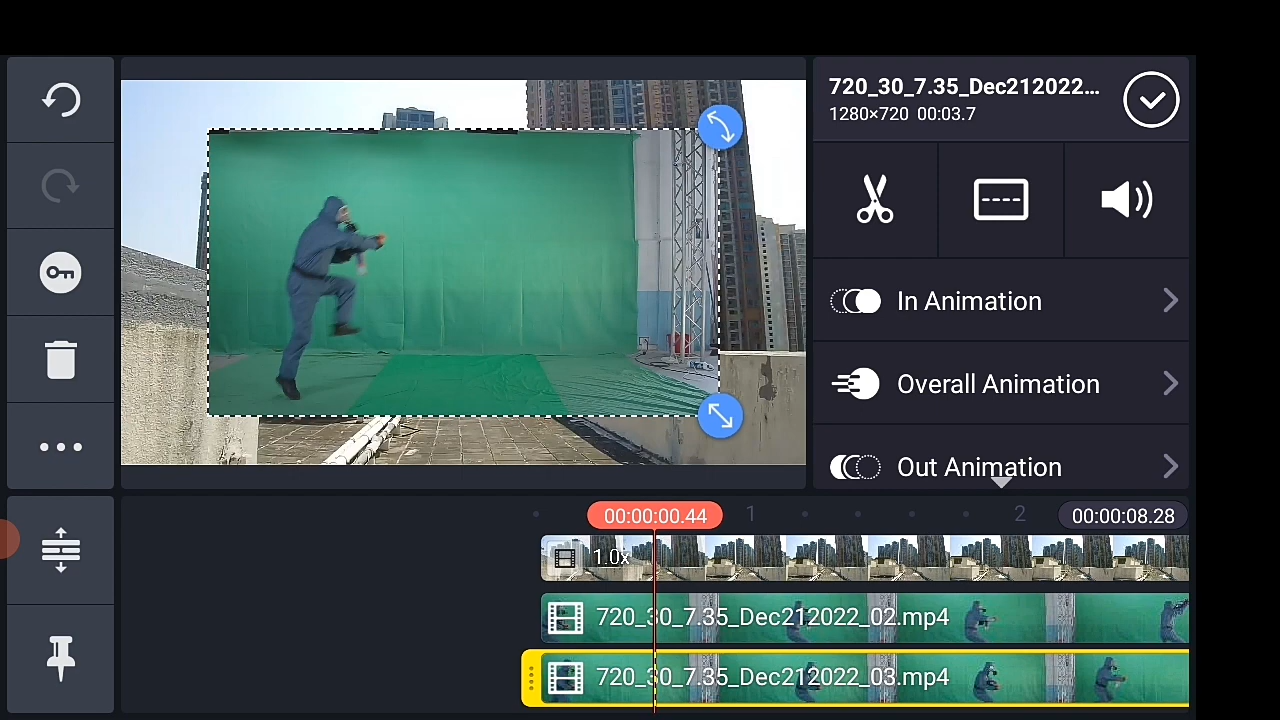 720_30_7.35_Dec212022...
1280×720 00:03.7
In Animation
Overall Animation
Out Animation
00:00:00.44
1
2
00:00:08.28
1.0x
720_30_7.35_Dec212022_02.mp4
720_30_7.35_Dec212022_03.mp4